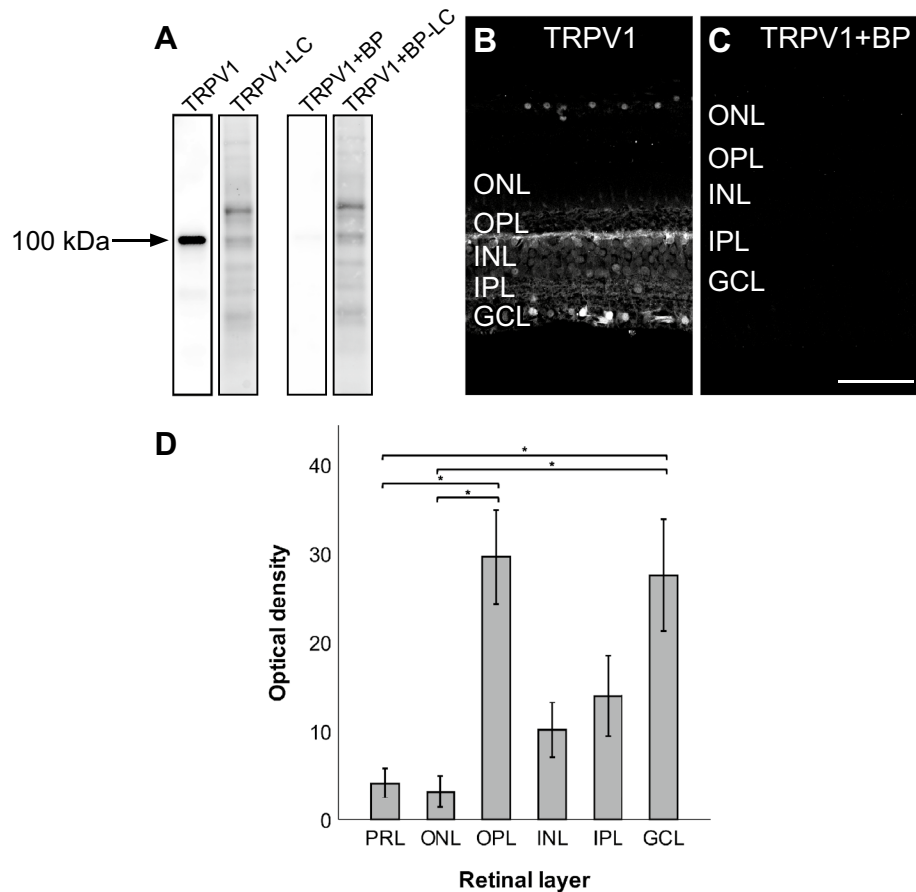 A
TRPV1
TRPV1-LC
TRPV1+BP
TRPV1+BP-LC
100 kDa
B
TRPV1
ONL
OPL
INL
IPL
GCL
C
TRPV1+BP
ONL
OPL
INL
IPL
GCL
D
*
*
*
*
Optical density
40
30
20
10
0
PRL ONL OPL INL IPL GCL
Retinal layer